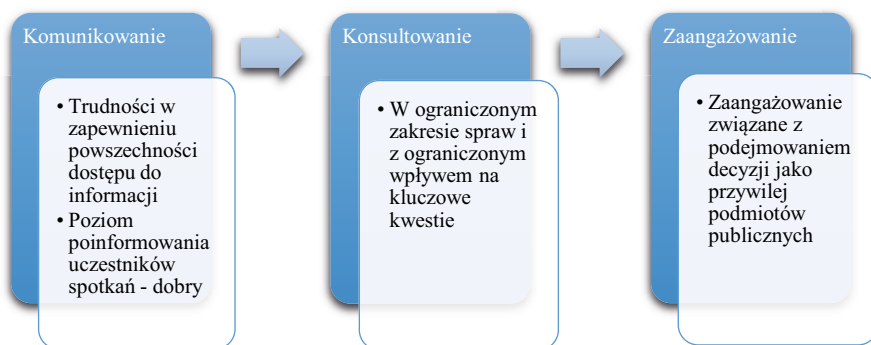 Komunikowanie
• Trudności w
zapewnieniu
powszechności
dostępu do
informacji
• Poziom
poinformowania
uczestników
spotkań - dobry
Konsultowanie
• W ograniczonym
zakresie spraw i
z ograniczonym
wpływem na
kluczowe
kwestie
Zaangażowanie
• Zaangażowanie
związane z
podejmowaniem
decyzji jako
przywilej
podmiotów
publicznych